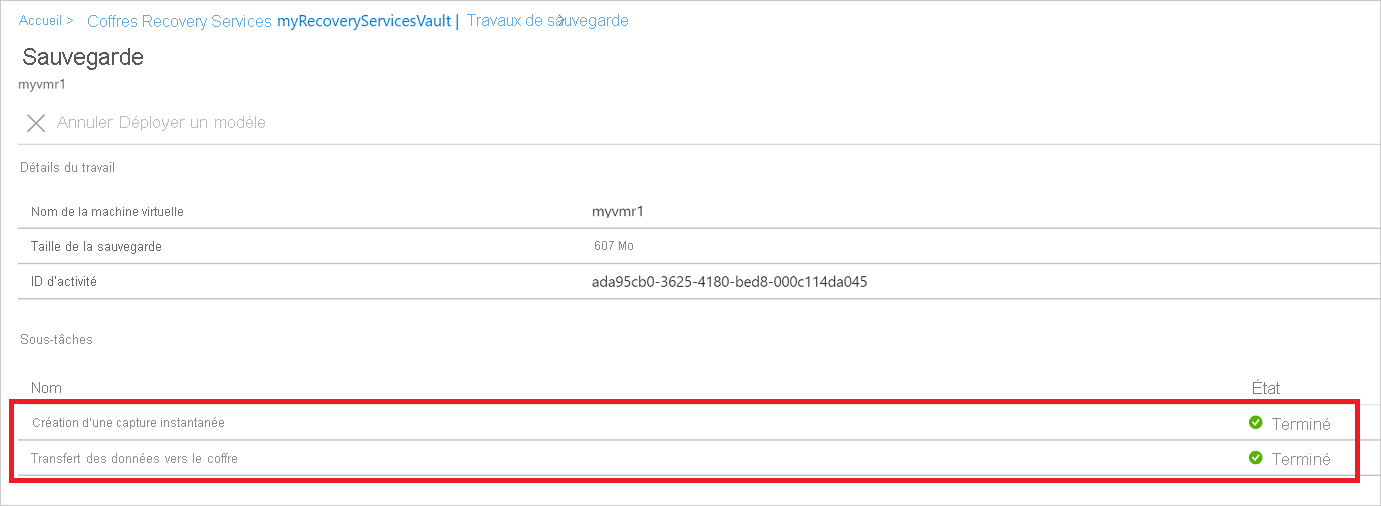 Accueil > Coffres Recovery Services myRecoveryServicesVault | Travaux de sauvegarde
Sauvegarde
myvmr1
Annuler Déployer un modèle
Détails du travail
Nom de la machine virtuelle myvmr1
Taille de la sauvegarde 607 Mo
ID d'activité ada95cb0-3625-4180-bed8-000c114da045
Sous-tâches
Nom État
Création d'une capture instantanée Terminé
Transfert des données vers le coffre Terminé